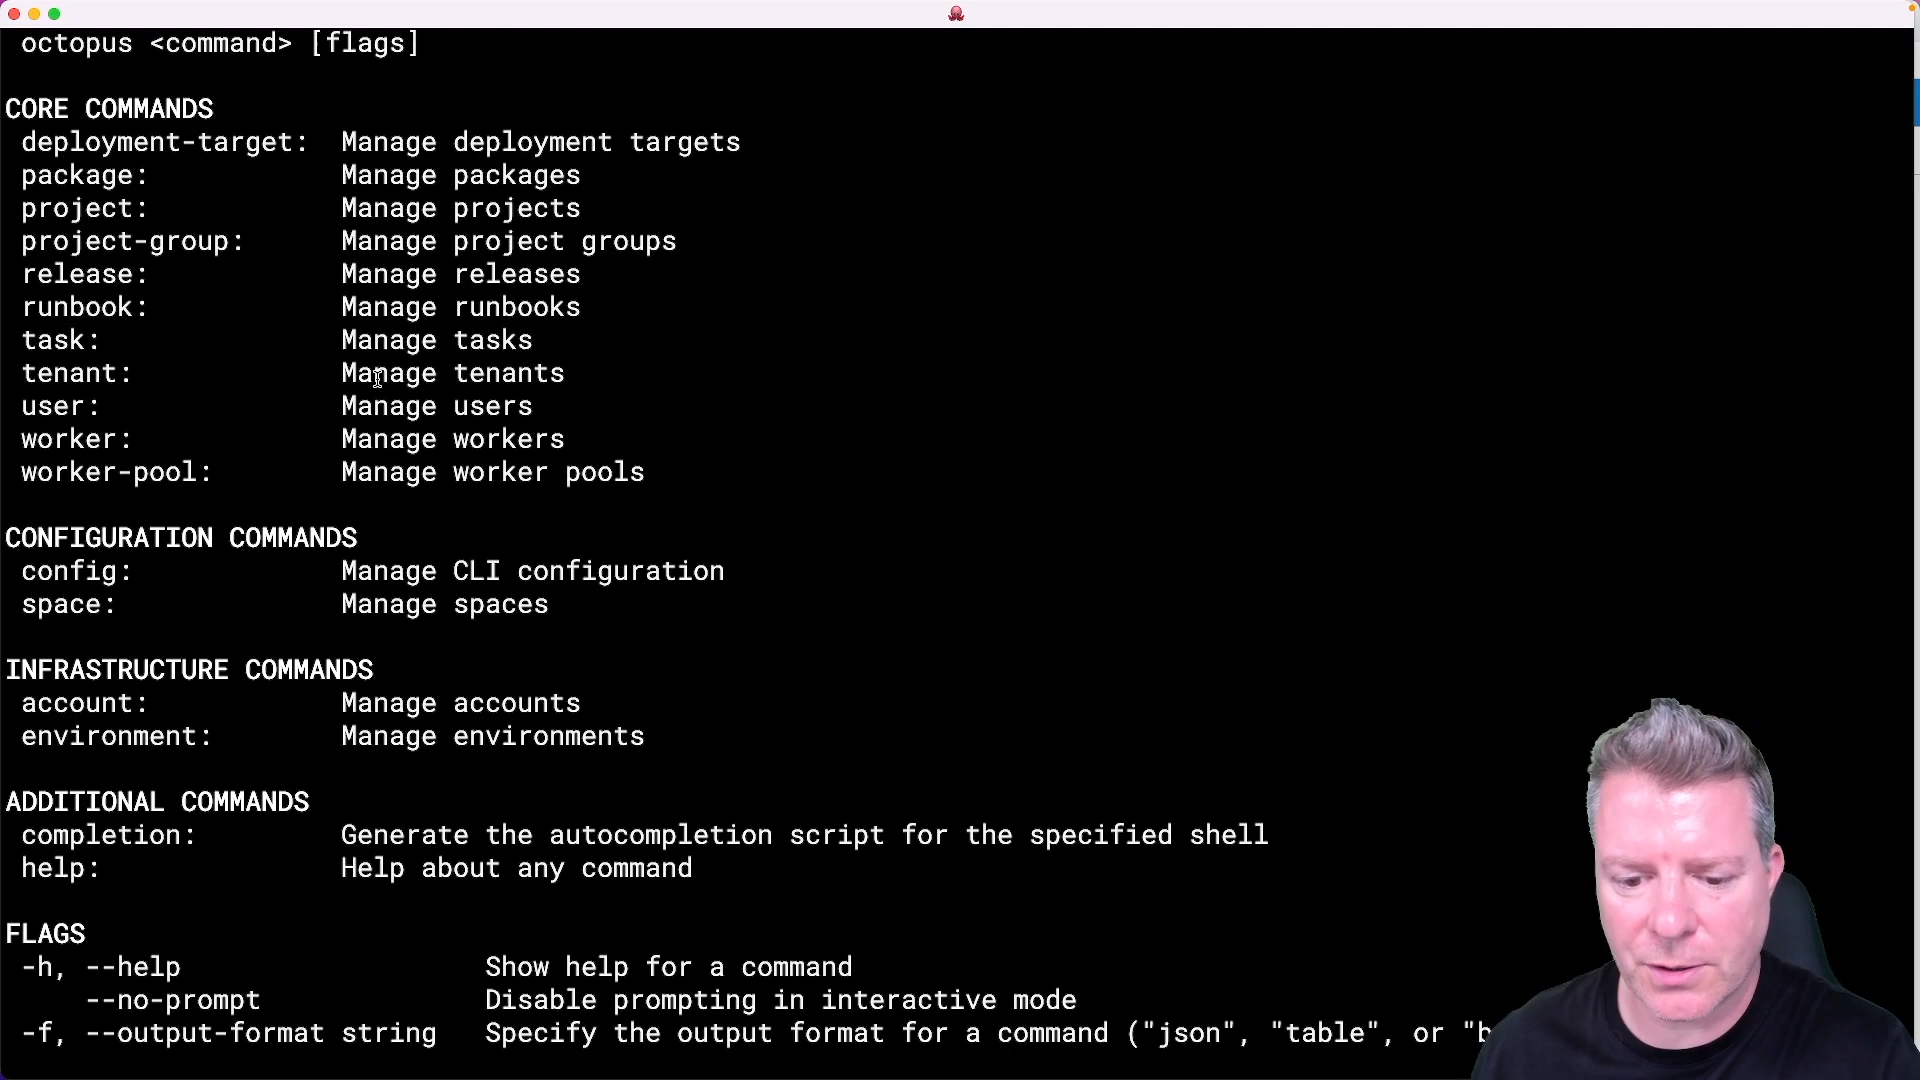 octopus <command> [flags]
CORE COMMANDS
deployment-target: Manage deployment targets
package: Manage packages
project: Manage projects
project-group: Manage project groups
release: Manage releases
runbook: Manage runbooks
task: Manage tasks
tenant: Manage tenants
user: Manage users
worker: Manage workers
worker-pool: Manage worker pools
CONFIGURATION COMMANDS
config: Manage CLI configuration
space: Manage spaces
INFRASTRUCTURE COMMANDS
account: Manage accounts
environment: Manage environments
ADDITIONAL COMMANDS
completion: Generate the autocompletion script for the specified shell
help: Help about any command
FLAGS
-h, --help Show help for a command
--no-prompt Disable prompting in interactive mode
-f, --output-format string Specify the output format for a command ("json", "table", or "b